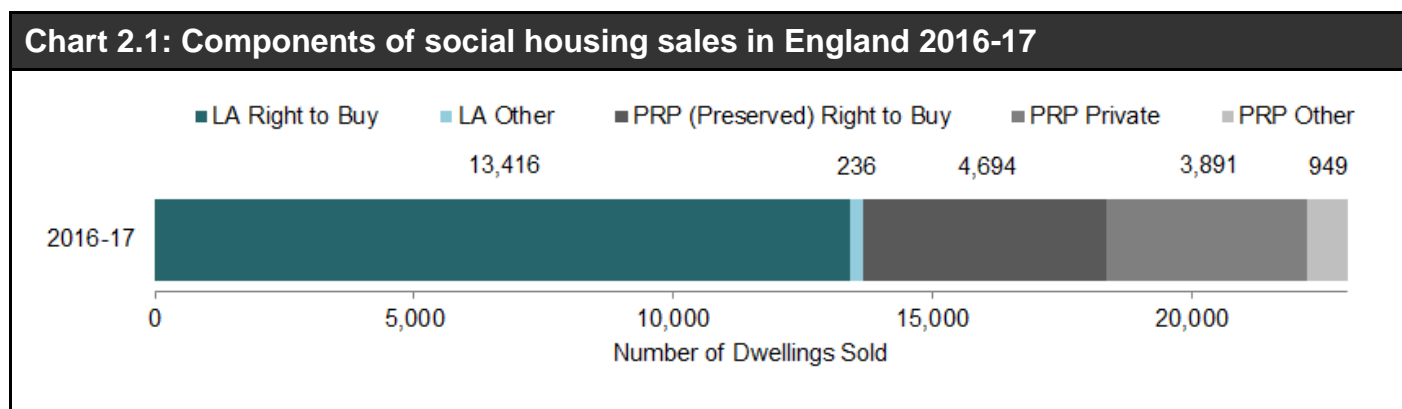 Chart 2.1: Components of social housing sales in England 2016-17
LA Right to Buy LA Other PRP (Preserved) Right to Buy PRP Private PRP Other
13,416 236 4,694 3,891 949
2016-17
0 5,000 10,000 15,000 20,000
Number of Dwellings Sold